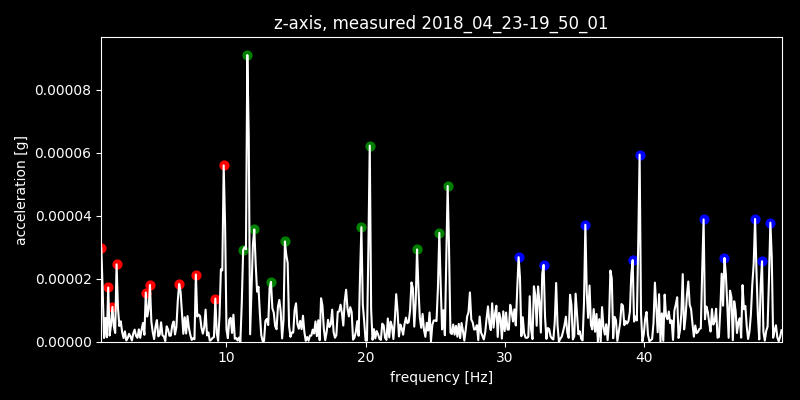 z-axis, measured 2018_04_23-19_50_01
0.00008
0.00006
0.00004
0.00002
0.00000
acceleration [g]
10 20 30 40
frequency [Hz]